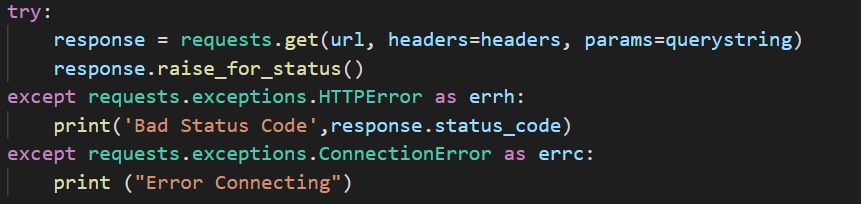 try:
    response = requests.get(url, headers=headers, params=querystring)
    response.raise_for_status()
except requests.exceptions.HTTPError as errh:
    print('Bad Status Code',response.status_code)
except requests.exceptions.ConnectionError as errc:
    print ("Error Connecting")